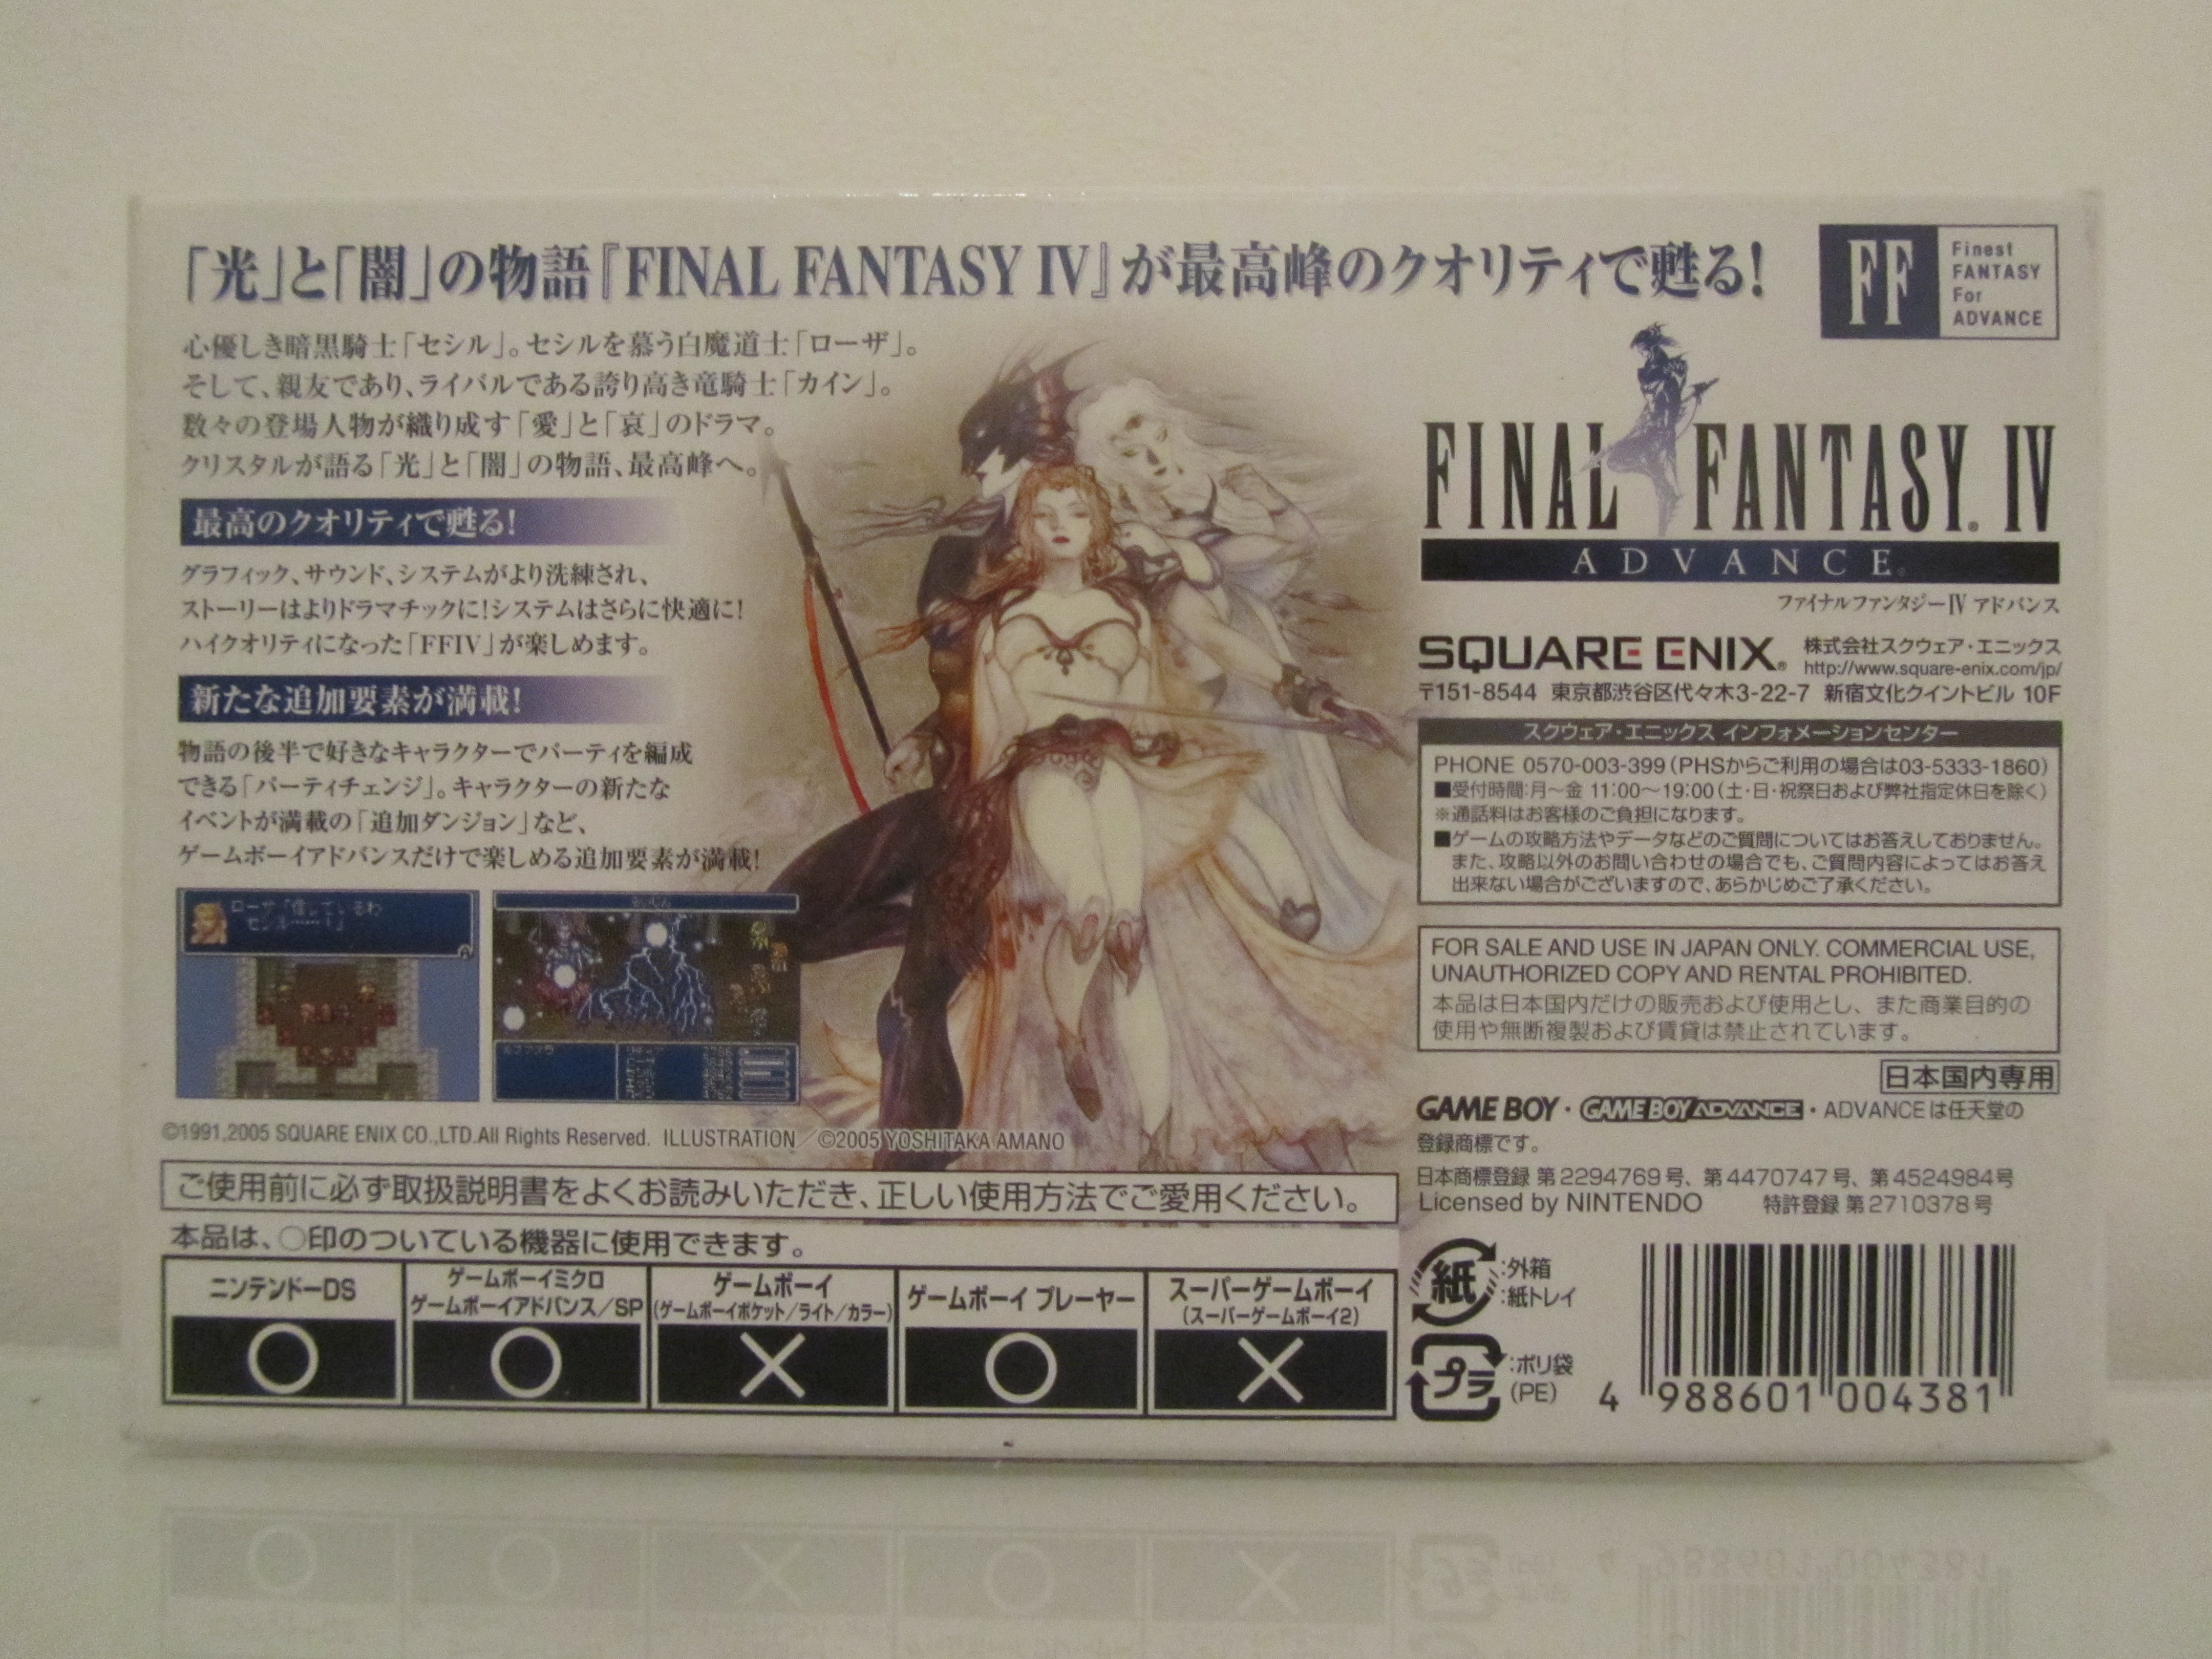 「光」と「闇」の物語『FINAL FANTASY IV』が最高峰のクオリティで甦る!
FF
Finest
FANTASY
For
ADVANCE
心優しき暗黒騎士「セシル」。セシルを慕う白魔道士「ローザ」。
そして、親友であり、ライバルである誇り高き竜騎士「カイン」。
数々の登場人物が織り成す「愛」と「哀」のドラマ。
クリスタルが語る「光」と「闇」の物語、最高峰へ。
最高のクオリティで甦る!
グラフィック、サウンド、システムがより洗練され、
ストーリーはよりドラマチックに!システムはさらに快適に!
ハイクオリティになった「FFIV」が楽しめます。
新たな追加要素が満載!
物語の後半で好きなキャラクターでパーティを編成
できる「パーティチェンジ」。キャラクターの新たな
イベントが満載の「追加ダンジョン」など、
ゲームボーイアドバンスだけで楽しめる追加要素が満載!
ローザ「信じているわ
セシル……!」
©1991,2005 SQUARE ENIX CO.,LTD.All Rights Reserved. ILLUSTRATION/©2005 YOSHITAKA AMANO
ご使用前に必ず取扱説明書をよくお読みいただき、正しい使用方法でご愛用ください。
本品は、○印のついている機器に使用できます。
ニンテンドーDS
○
ゲームボーイミクロ
ゲームボーイアドバンス/SP
○
ゲームボーイ
(ゲームボーイポケット/ライト/カラー)
×
ゲームボーイ プレーヤー
○
スーパーゲームボーイ
(スーパーゲームボーイ2)
×
FINAL FANTASY® IV
ADVANCE
ファイナルファンタジーIV アドバンス
SQUARE ENIX® 株式会社スクウェア・エニックス
http://www.square-enix.com/jp/
〒151-8544 東京都渋谷区代々木3-22-7 新宿文化クイントビル 10F
スクウェア・エニックス インフォメーションセンター
PHONE 0570-003-399(PHSからご利用の場合は03-5333-1860)
■受付時間:月〜金 11:00〜19:00(土・日・祝祭日および弊社指定休日を除く)
※通話料はお客様のご負担になります。
■ゲームの攻略方法やデータなどのご質問についてはお答えしておりません。
また、攻略以外のお問い合わせの場合でも、ご質問内容によってはお答え
出来ない場合がございますので、あらかじめご了承ください。
FOR SALE AND USE IN JAPAN ONLY. COMMERCIAL USE,
UNAUTHORIZED COPY AND RENTAL PROHIBITED.
本品は日本国内だけの販売および使用とし、また商業目的の
使用や無断複製および賃貸は禁止されています。
日本国内専用
GAME BOY・GAME BOY ADVANCE・ADVANCEは任天堂の
登録商標です。
日本商標登録 第2294769号、第4470747号、第4524984号
Licensed by NINTENDO 特許登録 第2710378号
紙 :外箱
:紙トレイ
プラ :ポリ袋
(PE)
4 988601 004381